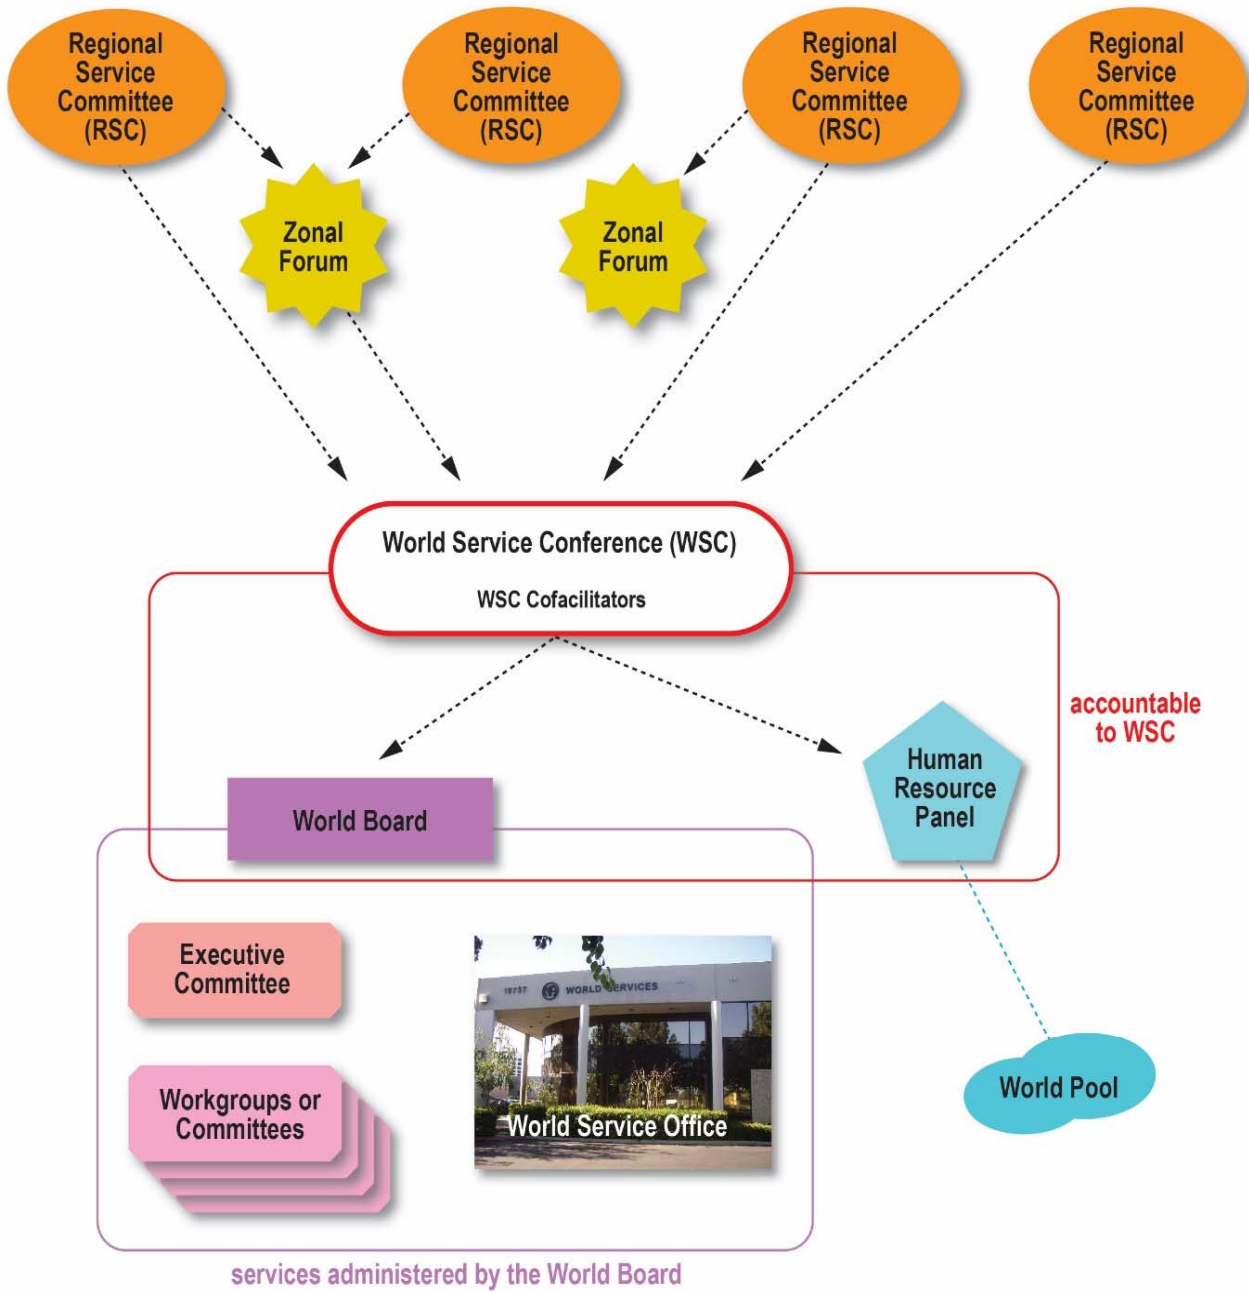 Regional
Service
Committee
(RSC)
Regional
Service
Committee
(RSC)
Regional
Service
Committee
(RSC)
Regional
Service
Committee
(RSC)
Zonal
Forum
Zonal
Forum
World Service Conference (WSC)
WSC Cofacilitators
accountable
to WSC
Human
Resource
Panel
World Board
Executive
Committee
WORLD SERVICES
World Service Office
Workgroups or
Committees
World Pool
services administered by the World Board